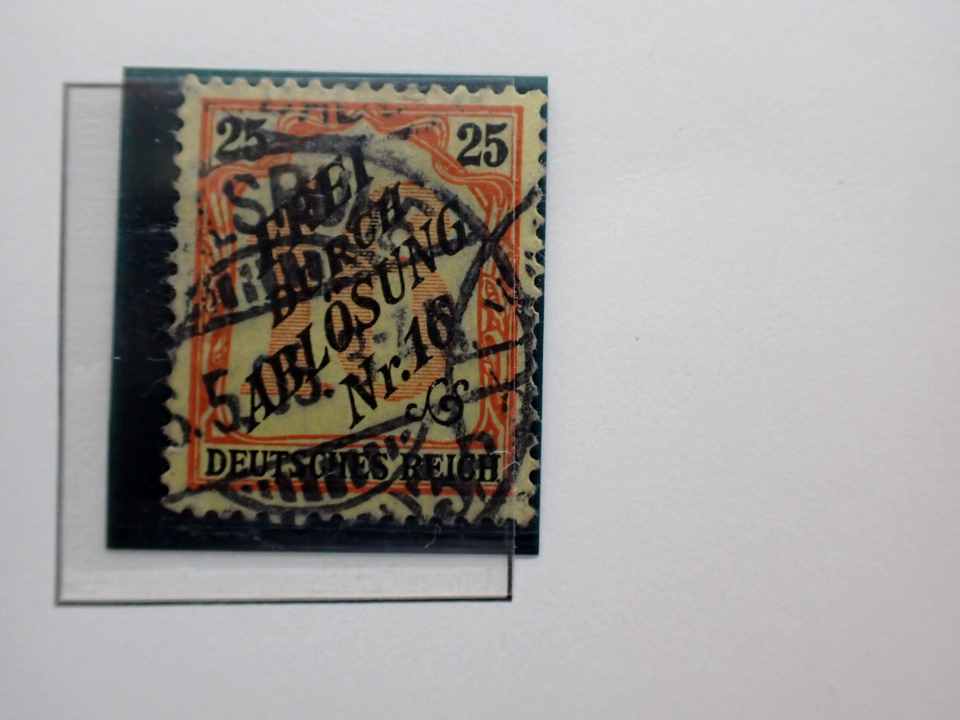 25 25
FREI
DURCH
ABLÖSUNG
Nr. 16
DEUTSCHES REICH